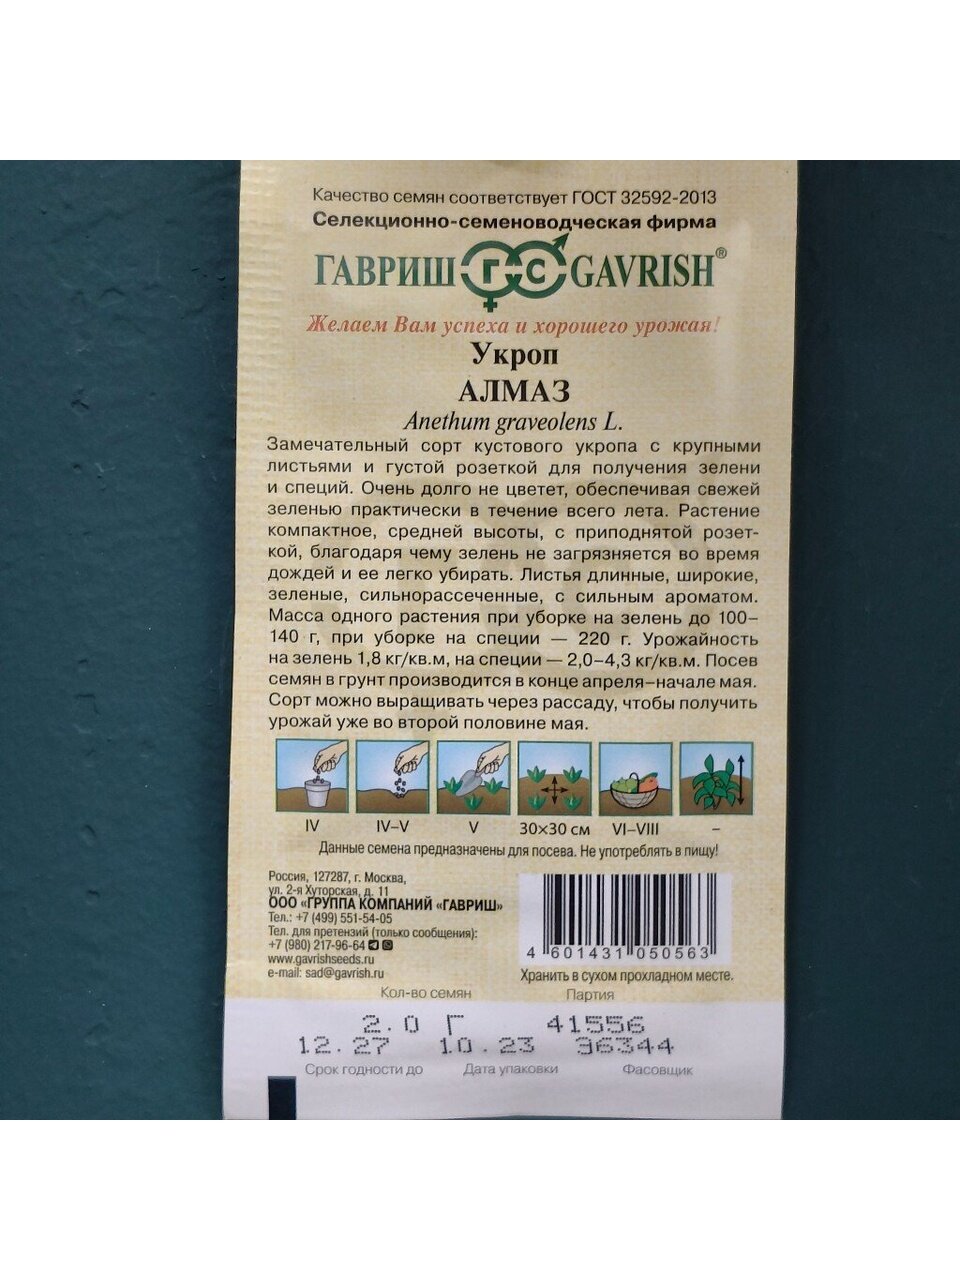 Качество семян соответствует ГОСТ 32592-2013
Селекционно-семеноводческая фирма
ГАВРИШ ГС GAVRISH®
Желаем Вам успеха и хорошего урожая!
Укроп
АЛМАЗ
Anethum graveolens L.
Замечательный сорт кустового укропа с крупными
листьями и густой розеткой для получения зелени
и специй. Очень долго не цветет, обеспечивая свежей
зеленью практически в течение всего лета. Растение
компактное, средней высоты, с приподнятой розет-
кой, благодаря чему зелень не загрязняется во время
дождей и ее легко убирать. Листья длинные, широкие,
зеленые, сильнорассеченные, с сильным ароматом.
Масса одного растения при уборке на зелень до 100–
140 г, при уборке на специи — 220 г. Урожайность
на зелень 1,8 кг/кв.м, на специи — 2,0–4,3 кг/кв.м. Посев
семян в грунт производится в конце апреля–начале мая.
Сорт можно выращивать через рассаду, чтобы получить
урожай уже во второй половине мая.
IV IV–V V 30×30 см VI–VIII –
Данные семена предназначены для посева. Не употреблять в пищу!
Россия, 127287, г. Москва,
ул. 2-я Хуторская, д. 11
ООО «ГРУППА КОМПАНИЙ «ГАВРИШ»
Тел.: +7 (499) 551-54-05
Тел. для претензий (только сообщения):
+7 (980) 217-96-64
www.gavrishseeds.ru
e-mail: sad@gavrish.ru
4 601431 050563
Хранить в сухом прохладном месте.
Кол-во семян Партия
2.0 Г 41556
12.27 10.23 36344
Срок годности до Дата упаковки Фасовщик